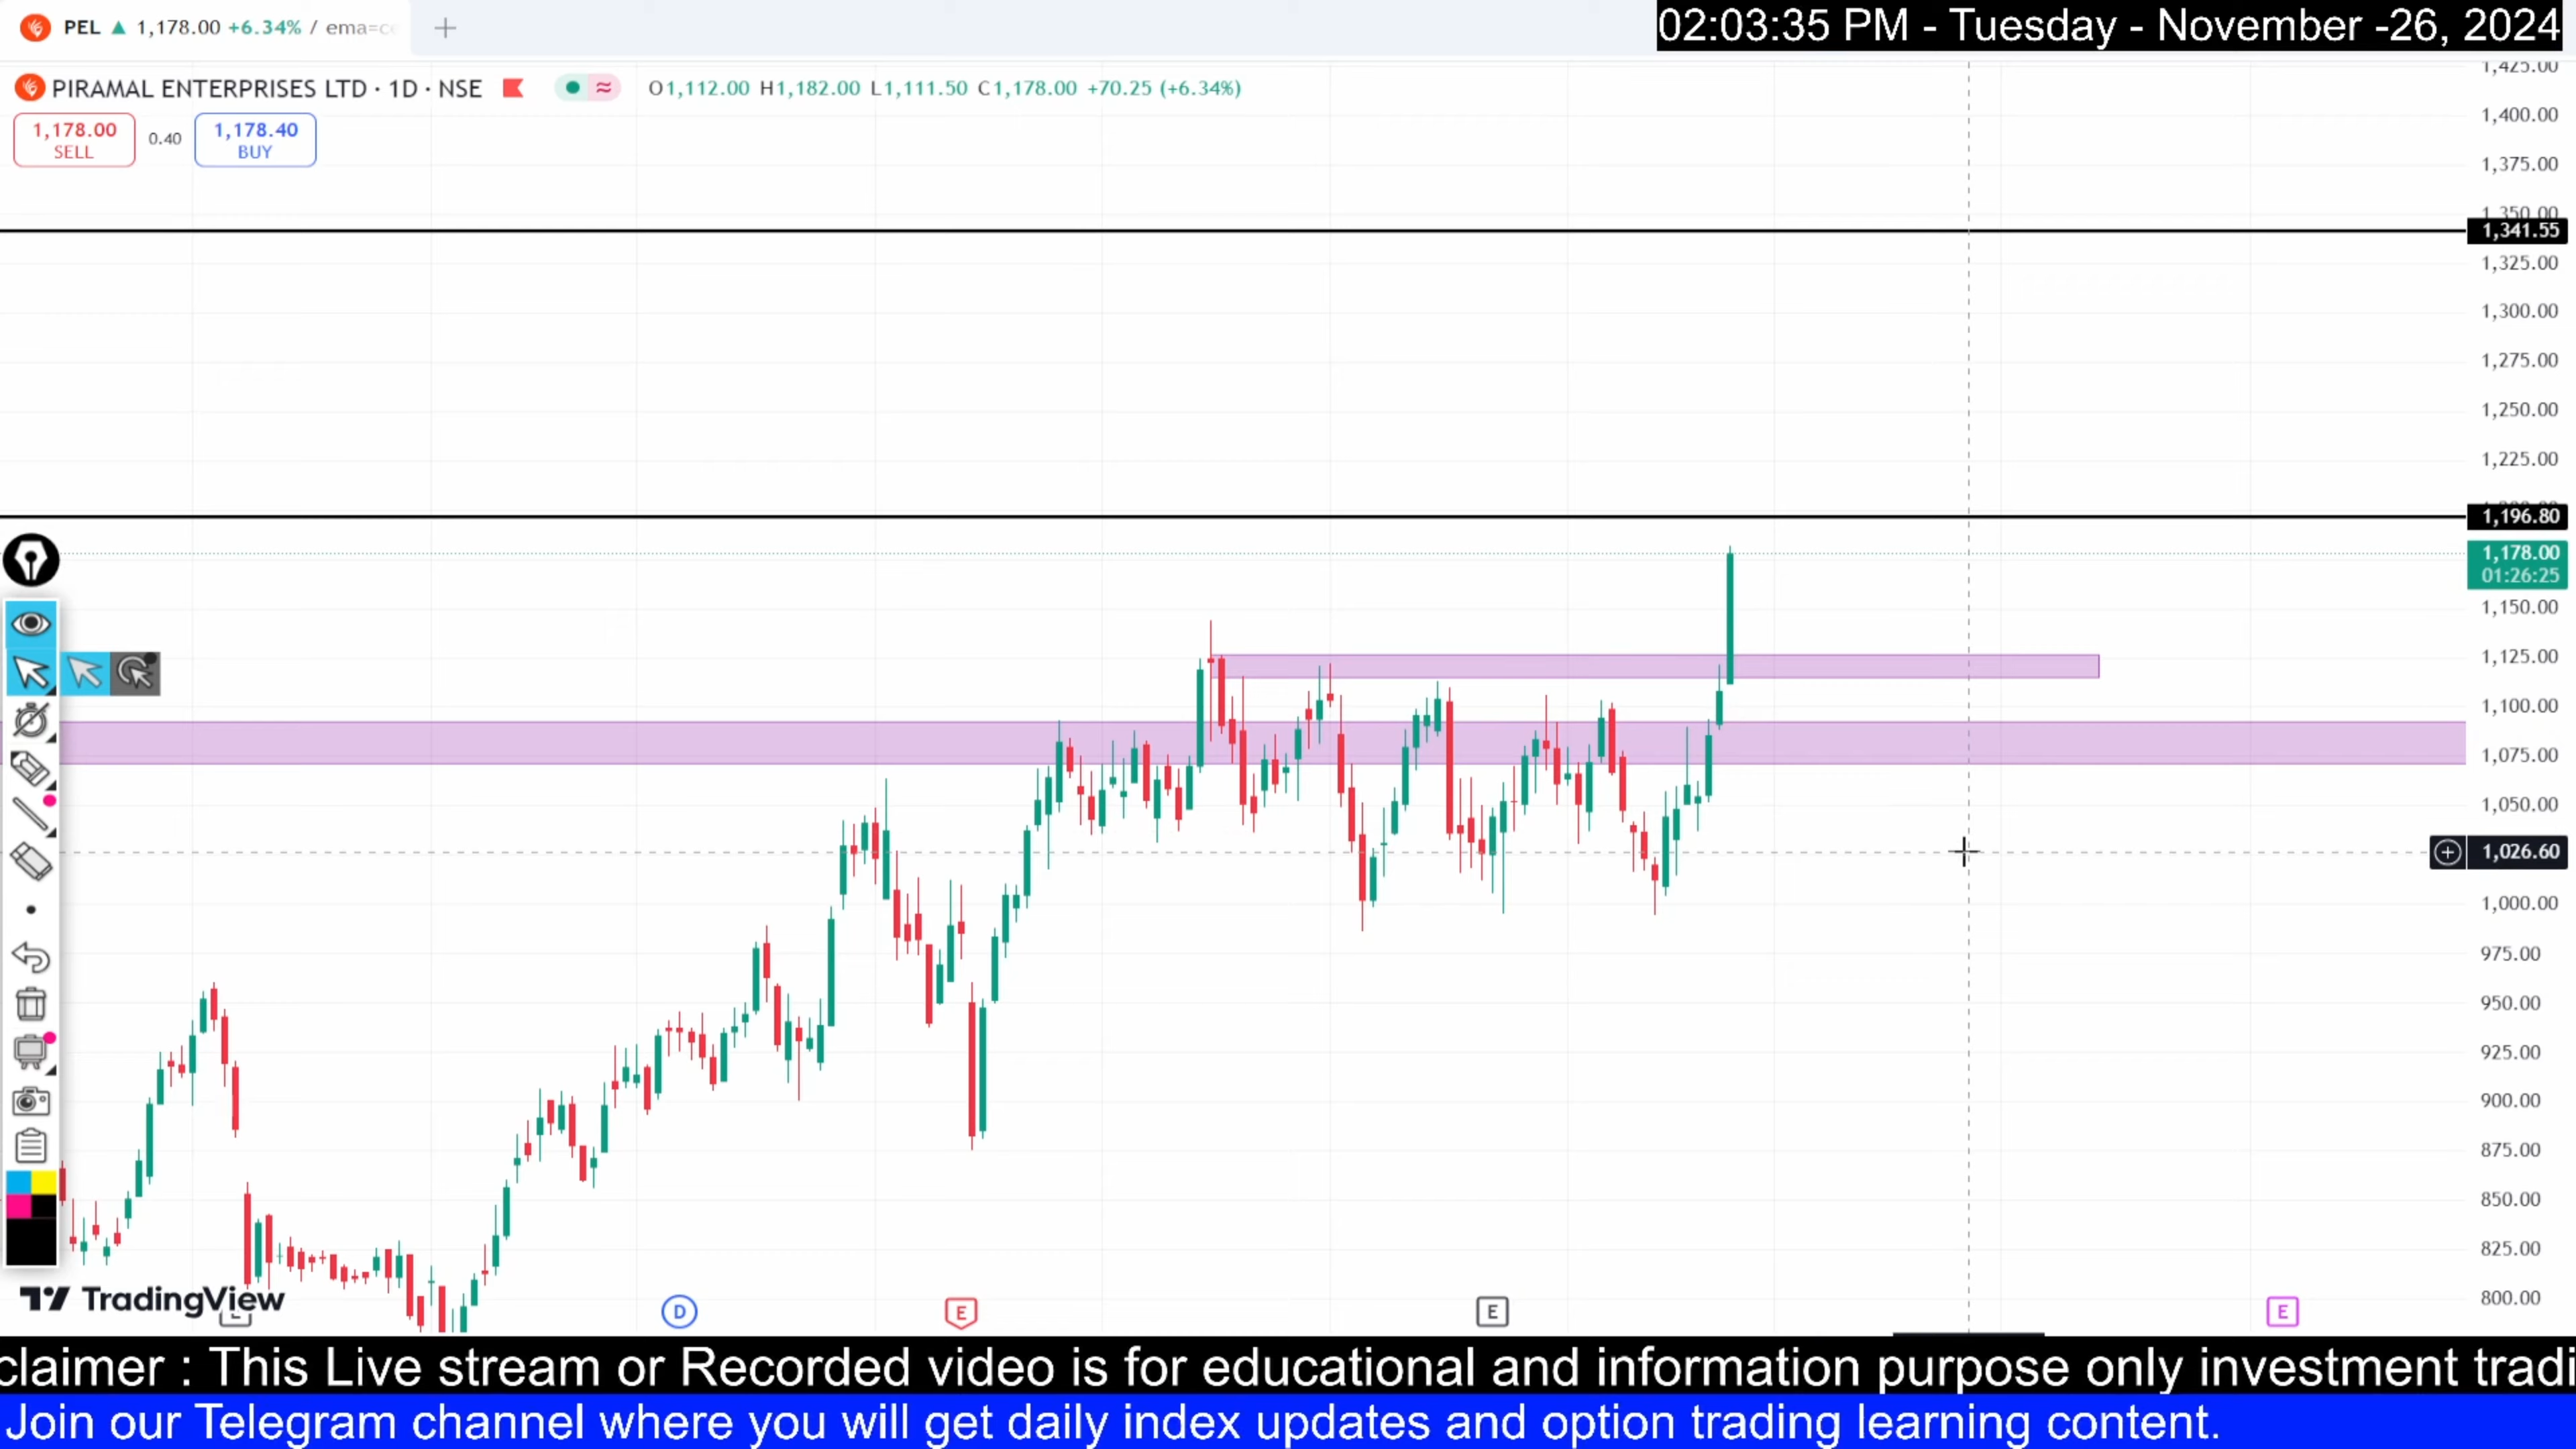 PEL ▲ 1,178.00 +6.34% / ema=c
02:03:35 PM - Tuesday - November -26, 2024
PIRAMAL ENTERPRISES LTD · 1D · NSE
O1,112.00 H1,182.00 L1,111.50 C1,178.00 +70.25 (+6.34%)
1,178.00
SELL
0.40
1,178.40
BUY
1,425.00
1,400.00
1,375.00
1,350.00
1,341.55
1,325.00
1,300.00
1,275.00
1,250.00
1,225.00
1,196.80
1,178.00
01:26:25
1,150.00
1,125.00
1,100.00
1,075.00
1,050.00
1,026.60
1,000.00
975.00
950.00
925.00
900.00
875.00
850.00
825.00
800.00
TradingView
D
E
E
E
claimer : This Live stream or Recorded video is for educational and information purpose only investment tradi
Join our Telegram channel where you will get daily index updates and option trading learning content.